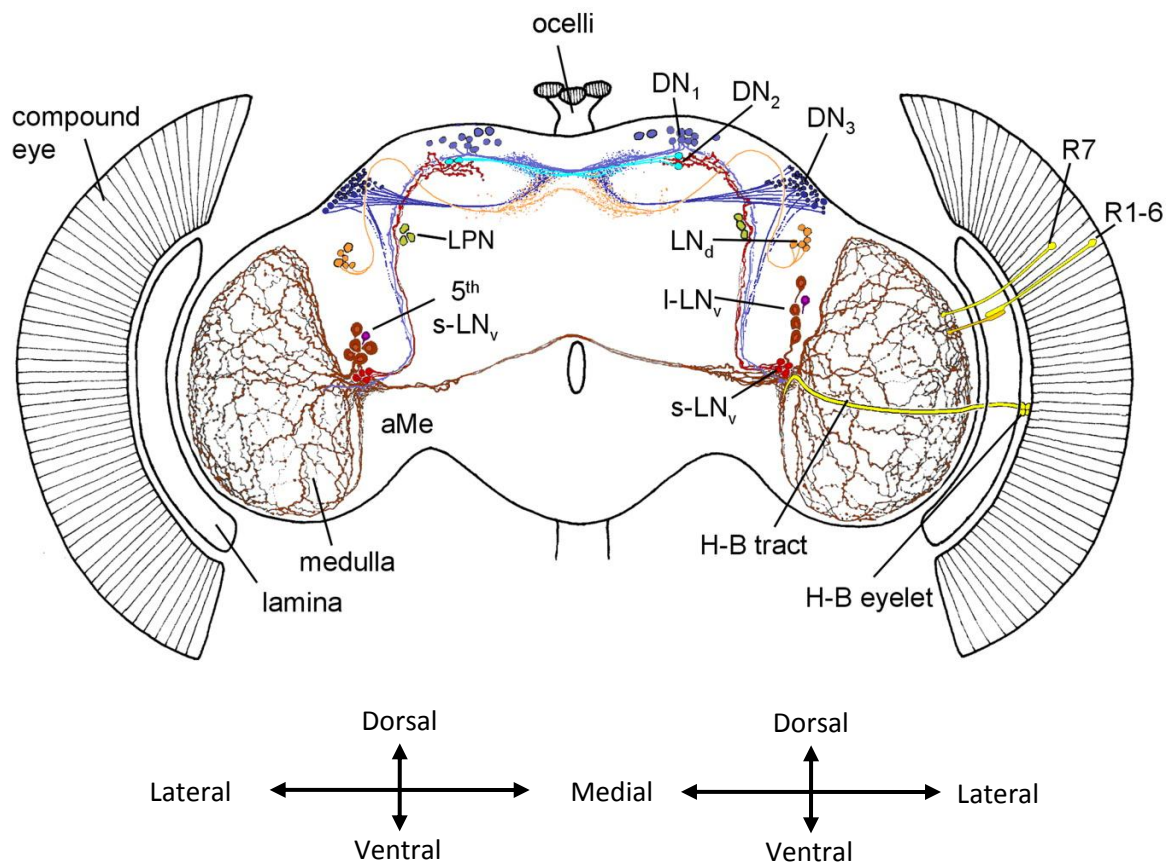 ocelli
compound
eye
DN₁
DN₂
DN₃
R7
R1-6
LPN
LNd
5th
s-LNv
l-LNv
s-LNv
aMe
medulla
lamina
H-B tract
H-B eyelet
Dorsal
Dorsal
Lateral
Medial
Lateral
Ventral
Ventral